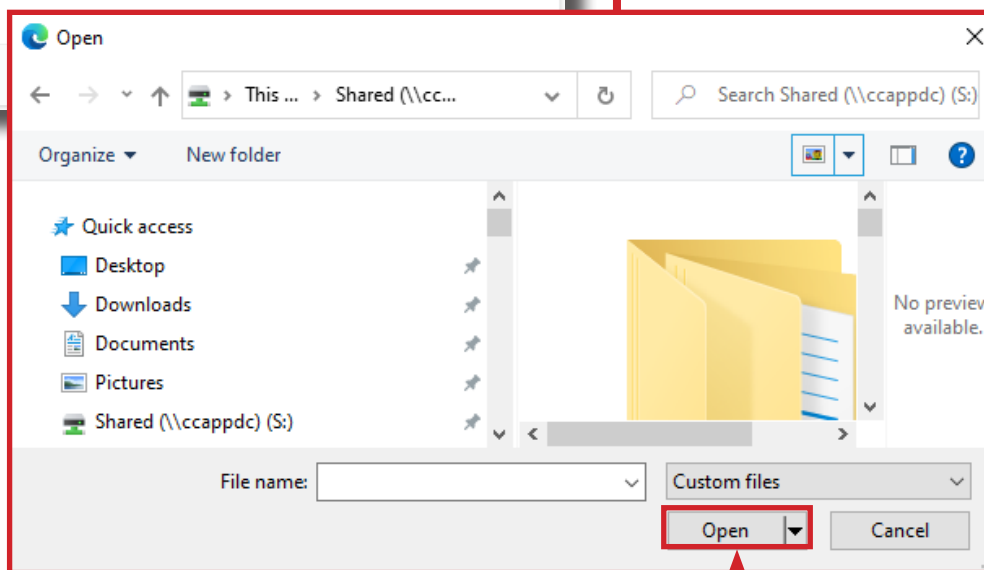 Open
This ... > Shared (\\cc...
Search Shared (\\ccappdc) (S:)
Organize
New folder
?
Quick access
Desktop
Downloads
Documents
Pictures
Shared (\\ccappdc) (S:)
No preview
available.
File name:
Custom files
Open
Cancel